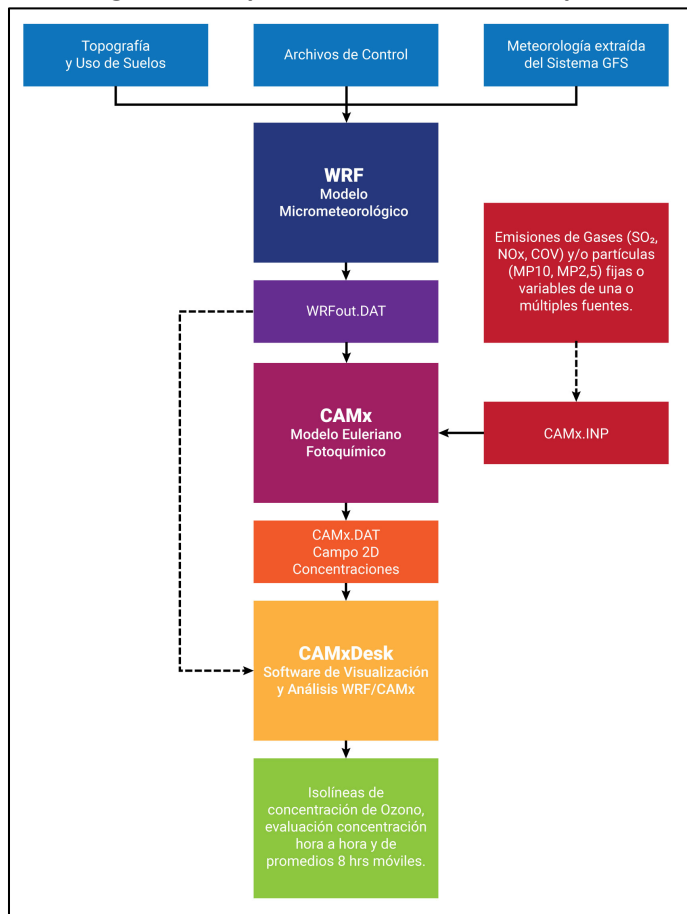 Topografía
y Uso de Suelos
Archivos de Control
Meteorología extraída
del Sistema GFS
WRF
Modelo
Micrometeorológico
Emisiones de Gases (SO₂,
NOx, COV) y/o partículas
(MP10, MP2,5) fijas o
variables de una o
múltiples fuentes.
WRFout.DAT
CAMx
Modelo Euleriano
Fotoquímico
CAMx.INP
CAMx.DAT
Campo 2D
Concentraciones
CAMxDesk
Software de Visualización
y Análisis WRF/CAMx
Isolíneas de
concentración de Ozono,
evaluación concentración
hora a hora y de
promedios 8 hrs móviles.